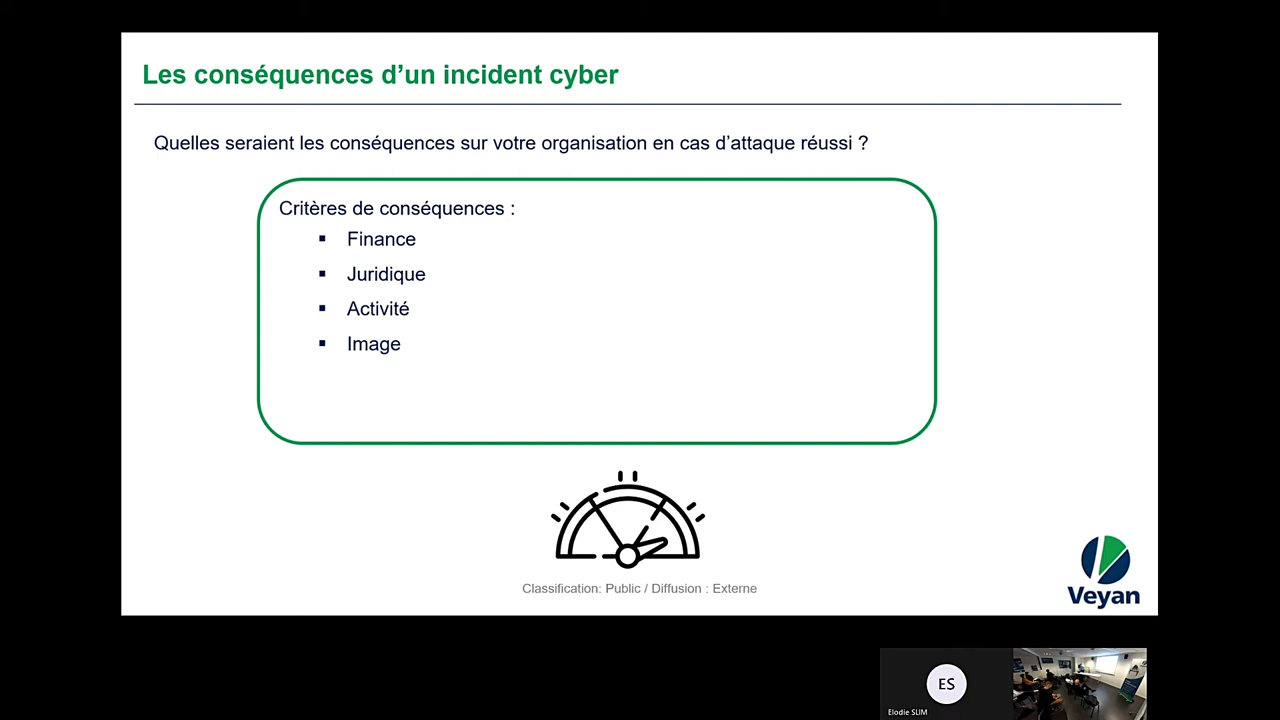 Les conséquences d’un incident cyber
Quelles seraient les conséquences sur votre organisation en cas d’attaque réussi ?
Critères de conséquences :
▪ Finance
▪ Juridique
▪ Activité
▪ Image
Classification: Public / Diffusion : Externe
Veyan
ES
Elodie SLIM